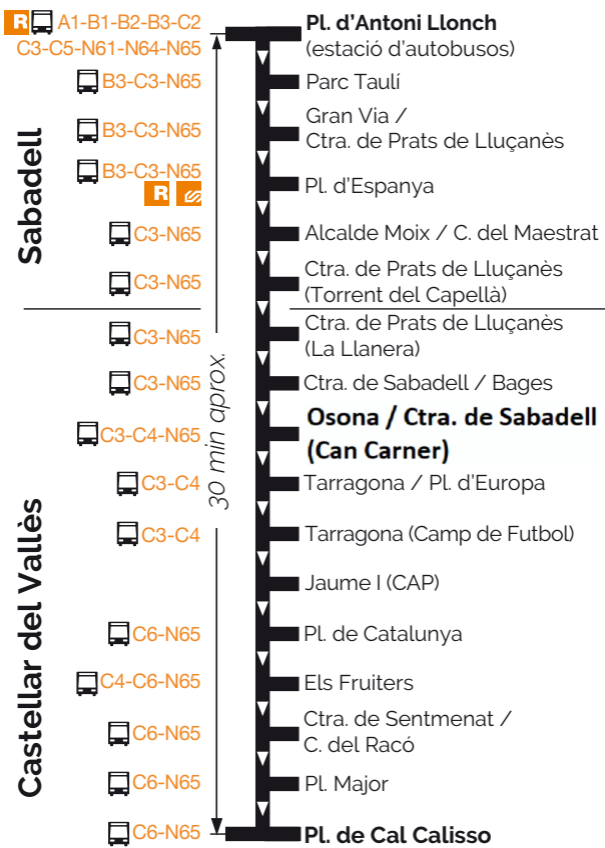 R A1-B1-B2-B3-C2
C3-C5-N61-N64-N65
Pl. d'Antoni Llonch
(estació d'autobusos)
B3-C3-N65
Parc Taulí
B3-C3-N65
Gran Via /
Ctra. de Prats de Lluçanès
B3-C3-N65
R
Pl. d'Espanya
C3-N65
Alcalde Moix / C. del Maestrat
C3-N65
Ctra. de Prats de Lluçanès
(Torrent del Capellà)
Sabadell
C3-N65
Ctra. de Prats de Lluçanès
(La Llanera)
C3-N65
Ctra. de Sabadell / Bages
C3-C4-N65
Osona / Ctra. de Sabadell
(Can Carner)
30 min aprox.
C3-C4
Tarragona / Pl. d'Europa
C3-C4
Tarragona (Camp de Futbol)
Jaume I (CAP)
C6-N65
Pl. de Catalunya
C4-C6-N65
Els Fruiters
C6-N65
Ctra. de Sentmenat /
C. del Racó
C6-N65
Pl. Major
C6-N65
Pl. de Cal Calisso
Castellar del Vallès